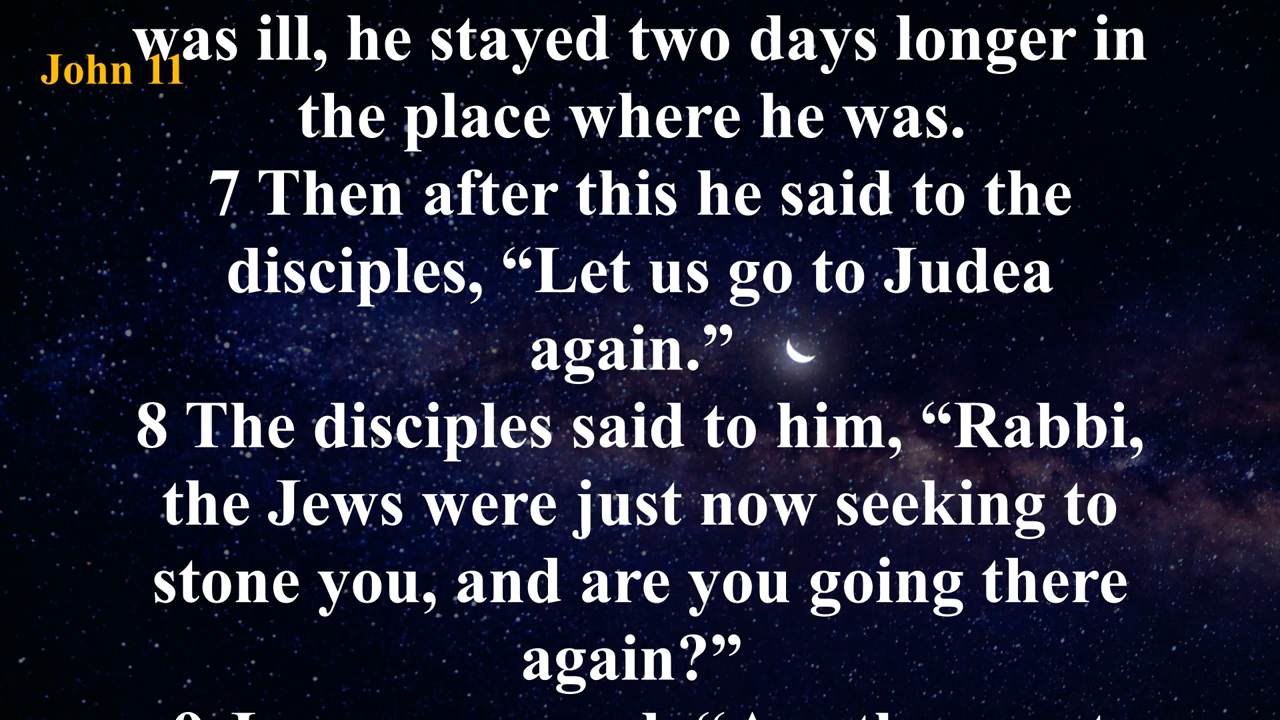 John 11
was ill, he stayed two days longer in
the place where he was.
7 Then after this he said to the
disciples, “Let us go to Judea
again.”
8 The disciples said to him, “Rabbi,
the Jews were just now seeking to
stone you, and are you going there
again?”